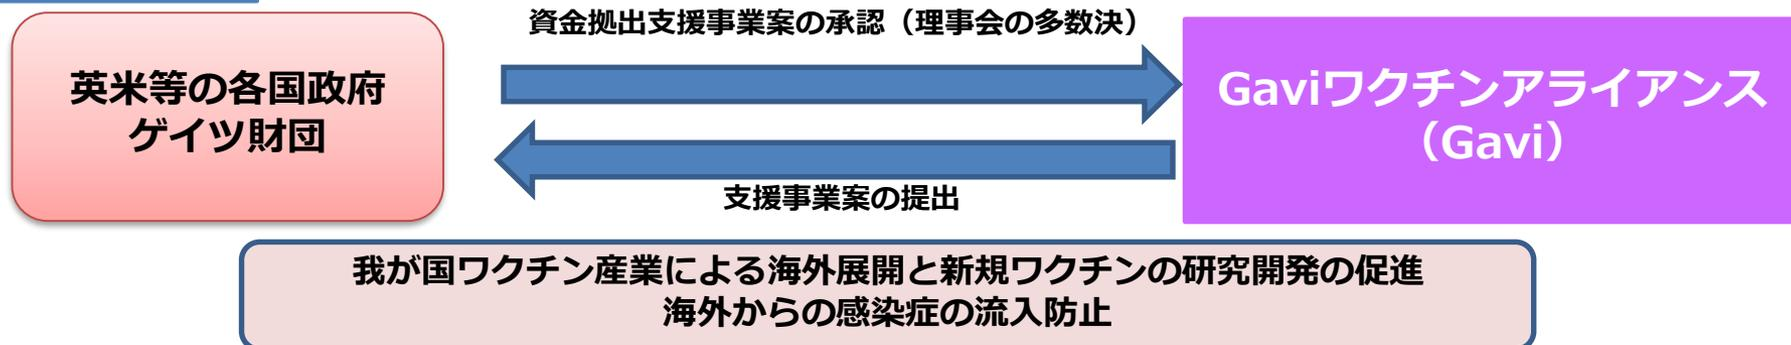 資金拠出支援事業案の承認（理事会の多数決）
英米等の各国政府
ゲイツ財団
Gaviワクチンアライアンス
（Gavi）
支援事業案の提出
我が国ワクチン産業による海外展開と新規ワクチンの研究開発の促進
海外からの感染症の流入防止